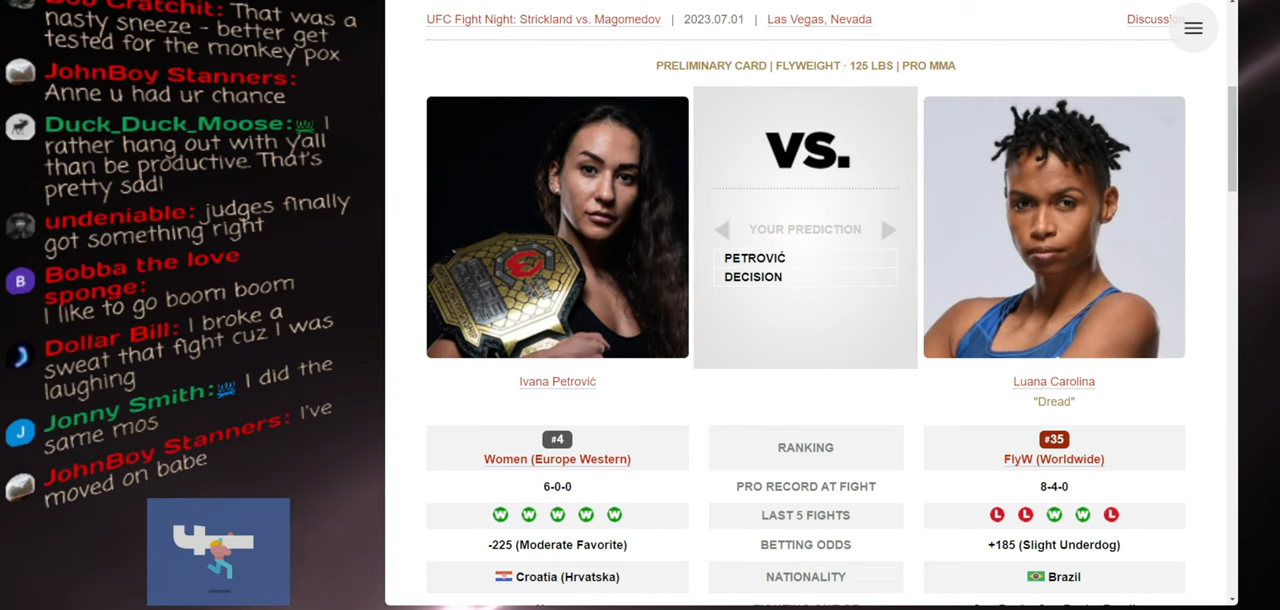 Bob Cratchit: That was a
nasty sneeze - better get
tested for the monkey pox
JohnBoy Stanners:
Anne u had ur chance
Duck_Duck_Moose: I
rather hang out with y'all
than be productive. That's
pretty sad!
undeniable: judges finally
got something right
Bobba the love
sponge:
I like to go boom boom
Dollar Bill: I broke a
sweat that fight cuz I was
laughing
Jonny Smith: I did the
same mos
JohnBoy Stanners: I've
moved on babe
UFC Fight Night: Strickland vs. Magomedov | 2023.07.01 | Las Vegas, Nevada
PRELIMINARY CARD | FLYWEIGHT · 125 LBS | PRO MMA
VS.
YOUR PREDICTION
PETROVIĆ
DECISION
Ivana Petrović
Luana Carolina
"Dread"
#4 RANKING #35
Women (Europe Western) FlyW (Worldwide)
6-0-0 PRO RECORD AT FIGHT 8-4-0
W W W W W LAST 5 FIGHTS L L W W L
-225 (Moderate Favorite) BETTING ODDS +185 (Slight Underdog)
Croatia (Hrvatska) NATIONALITY Brazil